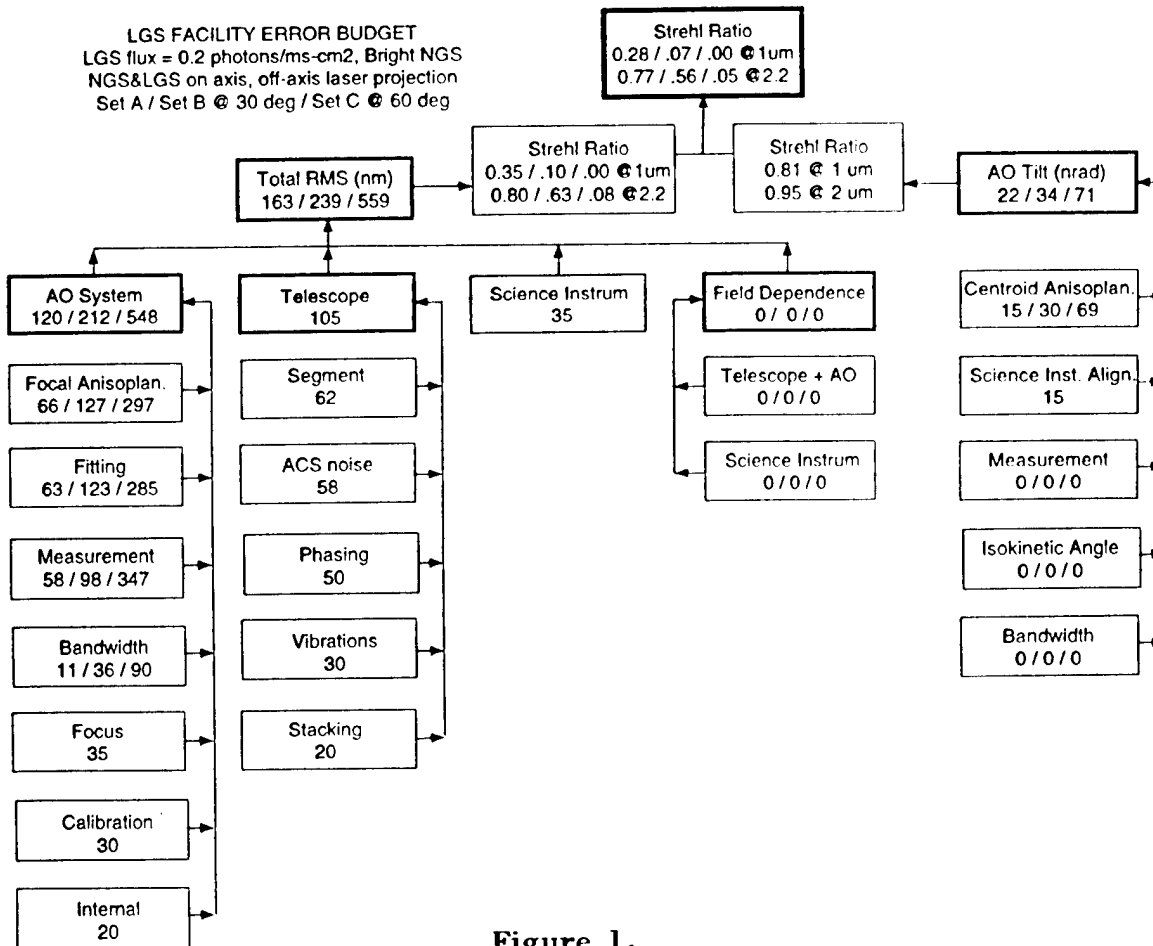 LGS FACILITY ERROR BUDGET
LGS flux = 0.2 photons/ms-cm2, Bright NGS
NGS&LGS on axis, off-axis laser projection
Set A / Set B @ 30 deg / Set C @ 60 deg
Strehl Ratio
0.28 / .07 / .00 @ 1um
0.77 / .56 / .05 @ 2.2
Total RMS (nm)
163 / 239 / 559
Strehl Ratio
0.35 / .10 / .00 @ 1um
0.80 / .63 / .08 @ 2.2
Strehl Ratio
0.81 @ 1 um
0.95 @ 2 um
AO Tilt (nrad)
22 / 34 / 71
AO System
120 / 212 / 548
Focal Anisoplan.
66 / 127 / 297
Fitting
63 / 123 / 285
Measurement
58 / 98 / 347
Bandwidth
11 / 36 / 90
Focus
35
Calibration
30
Internal
20
Telescope
105
Segment
62
ACS noise
58
Phasing
50
Vibrations
30
Stacking
20
Science Instrum
35
Field Dependence
0 / 0 / 0
Telescope + AO
0 / 0 / 0
Science Instrum
0 / 0 / 0
Centroid Anisoplan.
15 / 30 / 69
Science Inst. Align.
15
Measurement
0 / 0 / 0
Isokinetic Angle
0 / 0 / 0
Bandwidth
0 / 0 / 0
Figure 1.